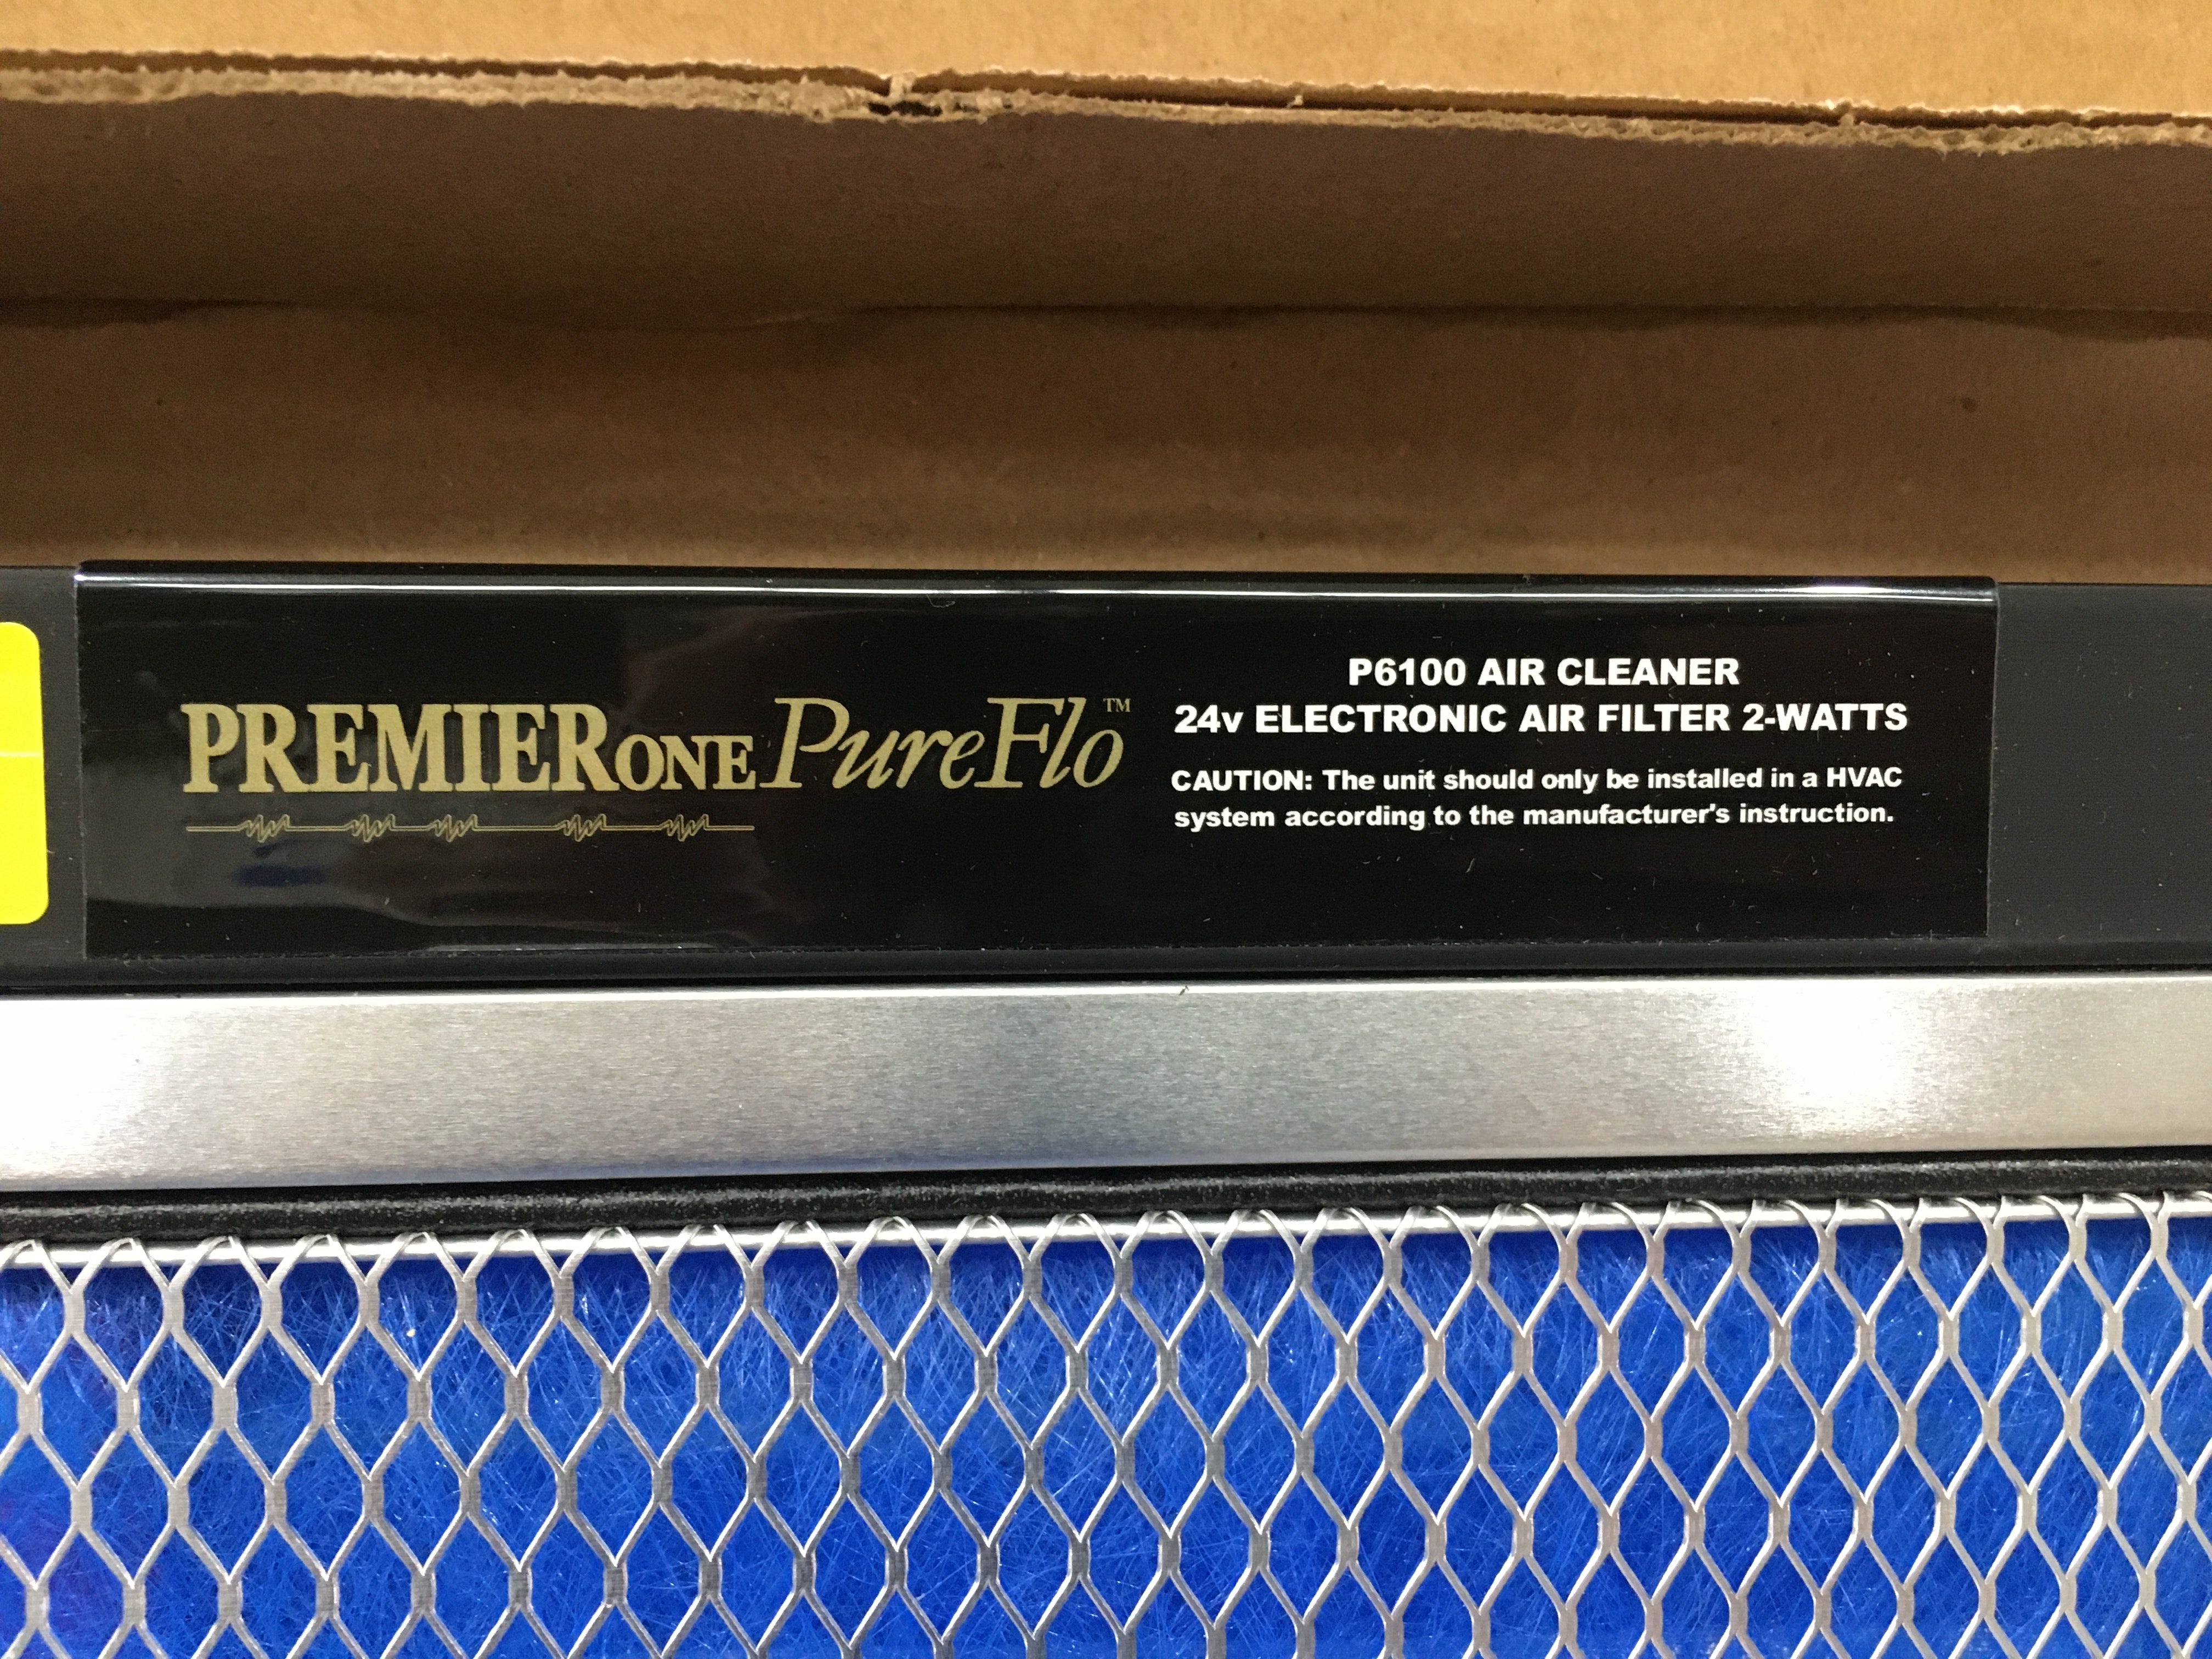 PREMIERONE PureFlo™
P6100 AIR CLEANER
24v ELECTRONIC AIR FILTER 2-WATTS
CAUTION: The unit should only be installed in a HVAC
system according to the manufacturer's instruction.